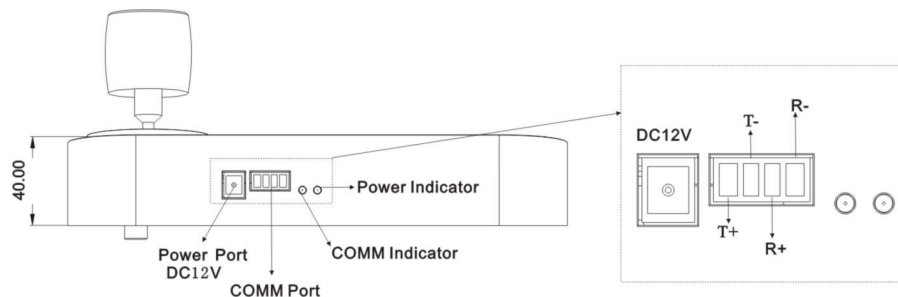 40.00
Power Indicator
COMM Indicator
Power Port
DC12V
COMM Port
DC12V
T-
R-
T+
R+